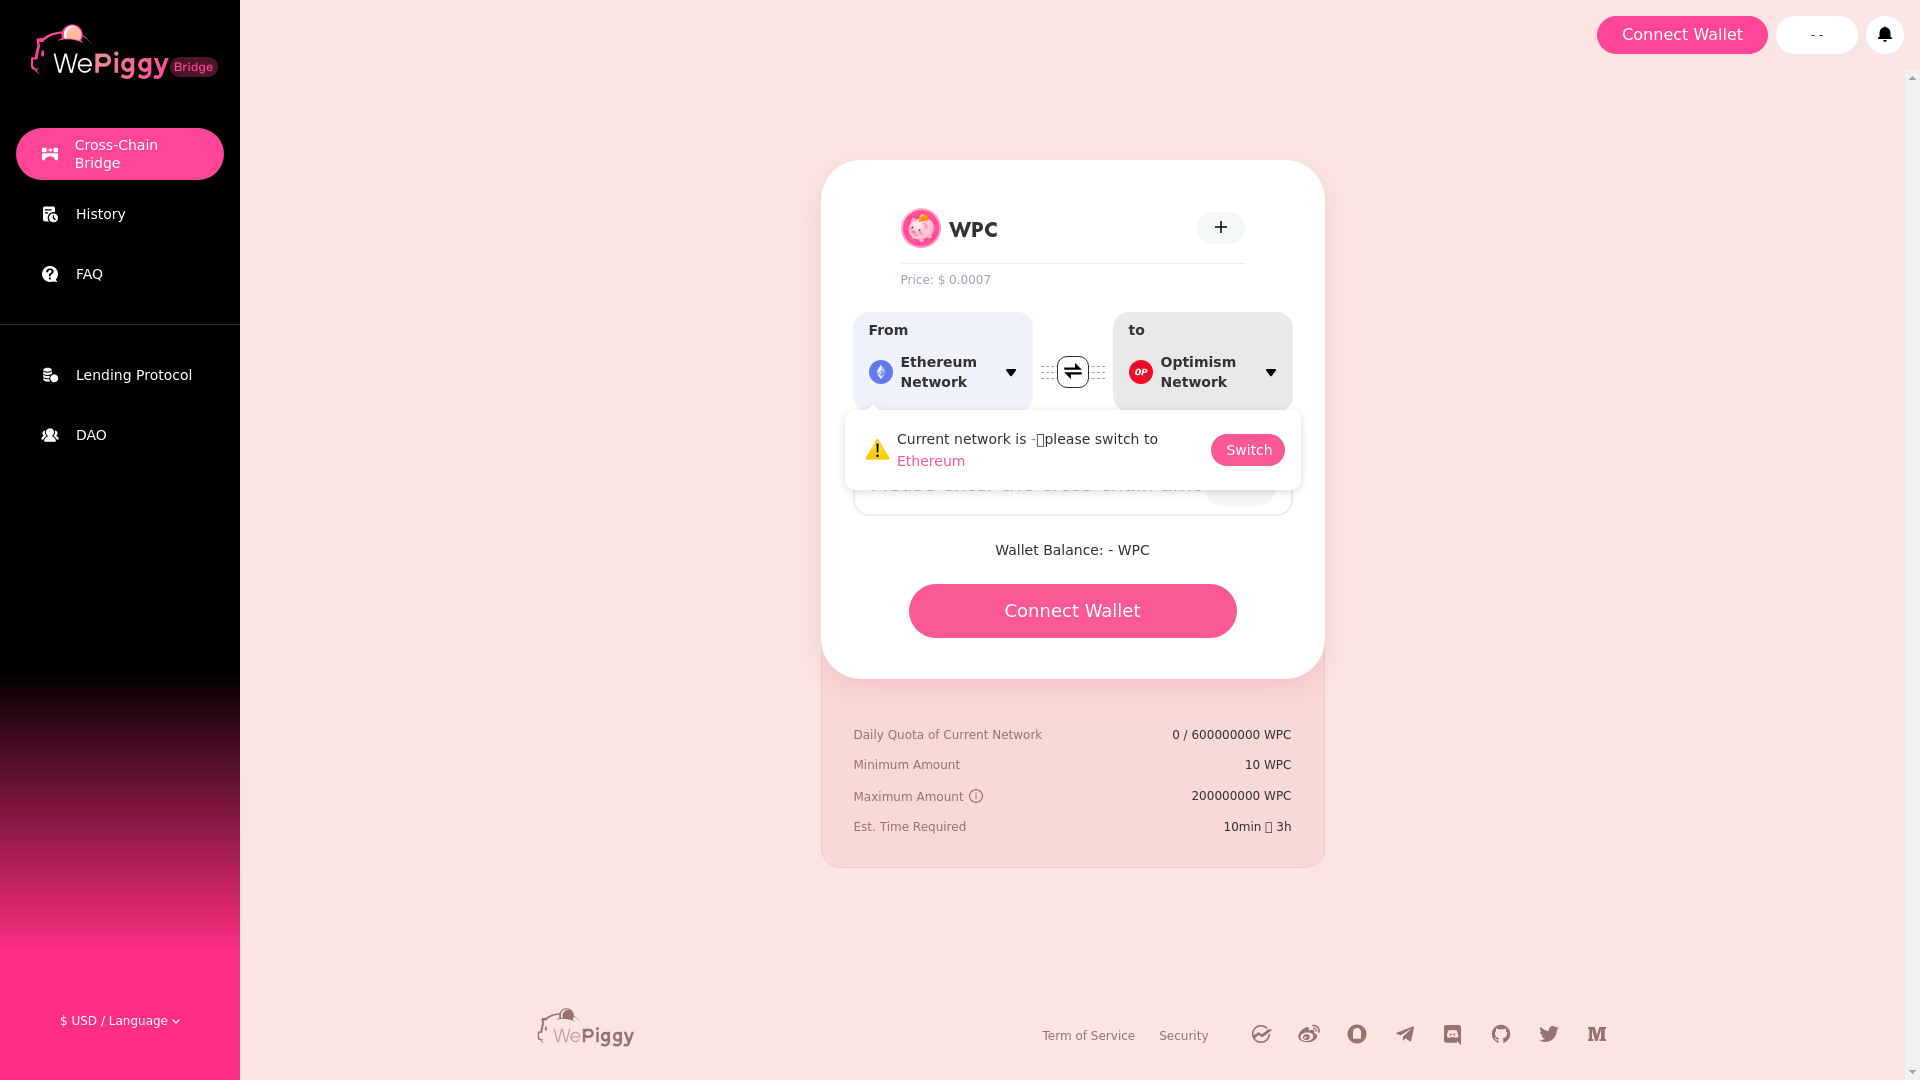 WePiggy Bridge
Connect Wallet
- -
Cross-Chain
Bridge
History
FAQ
Lending Protocol
DAO
$ USD / Language
WPC
+
Price: $ 0.0007
From
Ethereum
Network
to
OP
Optimism
Network
Current network is - please switch to
Ethereum
Switch
Wallet Balance: - WPC
Connect Wallet
Daily Quota of Current Network
0 / 600000000 WPC
Minimum Amount
10 WPC
Maximum Amount
200000000 WPC
Est. Time Required
10min 3h
WePiggy
Term of Service
Security
M